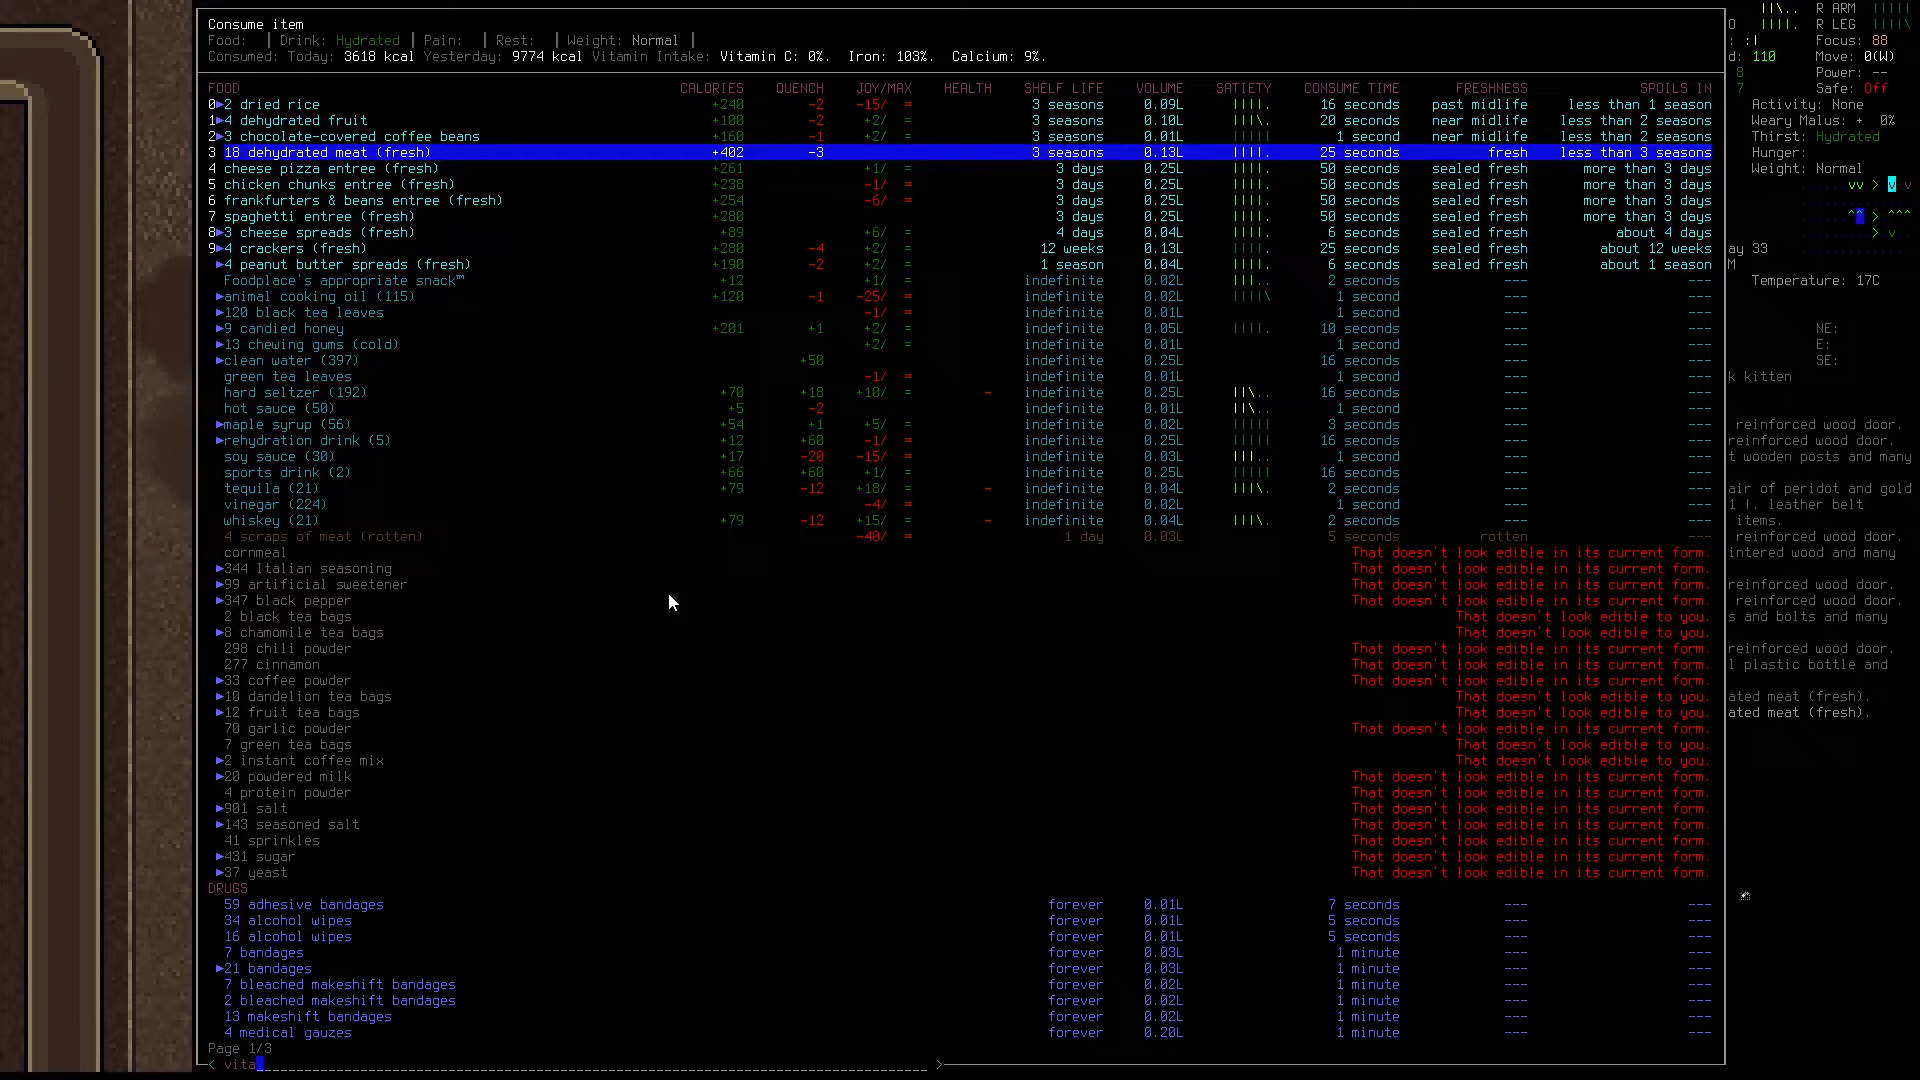 Consume item
Food: | Drink: Hydrated | Pain: | Rest: | Weight: Normal |
Consumed: Today: 3618 kcal Yesterday: 9774 kcal Vitamin Intake: Vitamin C: 0%. Iron: 103%. Calcium: 9%.
FOOD CALORIES QUENCH JOY/MAX HEALTH SHELF LIFE VOLUME SATIETY CONSUME TIME FRESHNESS SPOILS IN
0►2 dried rice +240 -2 -15/ = 3 seasons 0.09L ||||. 16 seconds past midlife less than 1 season
1►4 dehydrated fruit +100 -2 +2/ = 3 seasons 0.10L |||\. 20 seconds near midlife less than 2 seasons
2►3 chocolate-covered coffee beans +160 -1 +2/ = 3 seasons 0.01L ||||| 1 second near midlife less than 2 seasons
3 18 dehydrated meat (fresh) +402 -3 3 seasons 0.13L ||||. 25 seconds fresh less than 3 seasons
4 cheese pizza entree (fresh) +261 +1/ = 3 days 0.25L ||||. 50 seconds sealed fresh more than 3 days
5 chicken chunks entree (fresh) +238 -1/ = 3 days 0.25L ||||. 50 seconds sealed fresh more than 3 days
6 frankfurters & beans entree (fresh) +254 -6/ = 3 days 0.25L ||||. 50 seconds sealed fresh more than 3 days
7 spaghetti entree (fresh) +280 3 days 0.25L ||||. 50 seconds sealed fresh more than 3 days
8►3 cheese spreads (fresh) +89 +6/ = 4 days 0.04L ||||. 6 seconds sealed fresh about 4 days
9►4 crackers (fresh) +280 -4 +2/ = 12 weeks 0.13L ||||. 25 seconds sealed fresh about 12 weeks
►4 peanut butter spreads (fresh) +190 -2 +2/ = 1 season 0.04L ||||. 6 seconds sealed fresh about 1 season
Foodplace's appropriate snack™ +12 +1/ = indefinite 0.02L |||.. 2 seconds --- ---
►animal cooking oil (115) +120 -1 -25/ = indefinite 0.02L ||||\ 1 second --- ---
►120 black tea leaves -1/ = indefinite 0.01L 1 second --- ---
►9 candied honey +201 +1 +2/ = indefinite 0.05L ||||. 10 seconds --- ---
►13 chewing gums (cold) +2/ = indefinite 0.01L 1 second --- ---
►clean water (397) +50 indefinite 0.25L 16 seconds --- ---
green tea leaves -1/ = indefinite 0.01L 1 second --- ---
hard seltzer (192) +70 +18 +10/ = - indefinite 0.25L ||\.. 16 seconds --- ---
hot sauce (50) +5 -2 indefinite 0.01L ||\.. 1 second --- ---
►maple syrup (56) +54 +1 +5/ = indefinite 0.02L ||||| 3 seconds --- ---
►rehydration drink (5) +12 +60 -1/ = indefinite 0.25L ||||| 16 seconds --- ---
soy sauce (30) +17 -20 -15/ = indefinite 0.03L |||.. 1 second --- ---
sports drink (2) +66 +60 +1/ = indefinite 0.25L ||||| 16 seconds --- ---
tequila (21) +79 -12 +18/ = - indefinite 0.04L |||\. 2 seconds --- ---
vinegar (224) -4/ = indefinite 0.02L 1 second --- ---
whiskey (21) +79 -12 +15/ = - indefinite 0.04L |||\. 2 seconds --- ---
4 scraps of meat (rotten) -40/ = 1 day 0.03L 5 seconds rotten ---
cornmeal That doesn't look edible in its current form.
►344 Italian seasoning That doesn't look edible in its current form.
►99 artificial sweetener That doesn't look edible in its current form.
►347 black pepper That doesn't look edible in its current form.
2 black tea bags That doesn't look edible to you.
►8 chamomile tea bags That doesn't look edible to you.
298 chili powder That doesn't look edible in its current form.
277 cinnamon That doesn't look edible in its current form.
►33 coffee powder That doesn't look edible in its current form.
►10 dandelion tea bags That doesn't look edible to you.
►12 fruit tea bags That doesn't look edible to you.
70 garlic powder That doesn't look edible in its current form.
7 green tea bags That doesn't look edible to you.
►2 instant coffee mix That doesn't look edible to you.
►20 powdered milk That doesn't look edible in its current form.
4 protein powder That doesn't look edible in its current form.
►901 salt That doesn't look edible in its current form.
►143 seasoned salt That doesn't look edible in its current form.
41 sprinkles That doesn't look edible in its current form.
►431 sugar That doesn't look edible in its current form.
►37 yeast That doesn't look edible in its current form.
DRUGS
59 adhesive bandages forever 0.01L 7 seconds --- ---
34 alcohol wipes forever 0.01L 5 seconds --- ---
16 alcohol wipes forever 0.01L 5 seconds --- ---
7 bandages forever 0.03L 1 minute --- ---
►21 bandages forever 0.03L 1 minute --- ---
7 bleached makeshift bandages forever 0.02L 1 minute --- ---
2 bleached makeshift bandages forever 0.02L 1 minute --- ---
13 makeshift bandages forever 0.02L 1 minute --- ---
4 medical gauzes forever 0.20L 1 minute --- ---
Page 1/3
< vita >
||\.. R ARM |||||
O ||||. R LEG ||||\
: :| Focus: 88
d: 110 Move: 0(W)
8 Power: --
7 Safe: Off
Activity: None
Weary Malus: + 0%
Thirst: Hydrated
Hunger:
Weight: Normal
vv > v v
^^ > ^^^
> v
ay 33
M
Temperature: 17C
NE:
E:
SE:
k kitten
reinforced wood door.
reinforced wood door.
t wooden posts and many
air of peridot and gold
1 l. leather belt
items.
reinforced wood door.
intered wood and many
reinforced wood door.
reinforced wood door.
s and bolts and many
reinforced wood door.
l plastic bottle and
ated meat (fresh).
ated meat (fresh).